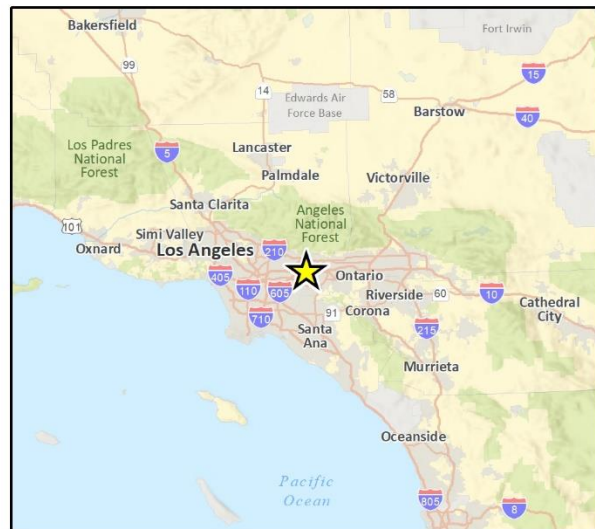 Fort Irwin
Bakersfield
99
15
14
Edwards Air
Force Base
58
Barstow
40
Los Padres
National
Forest
5
Lancaster
Palmdale
Victorville
Santa Clarita
Angeles
National
Forest
101
Simi Valley
Oxnard
Los Angeles
210
405
110
605
Ontario
Riverside
60
10
Cathedral
City
710
91
Corona
Santa
Ana
215
Murrieta
Oceanside
Pacific
Ocean
805
8